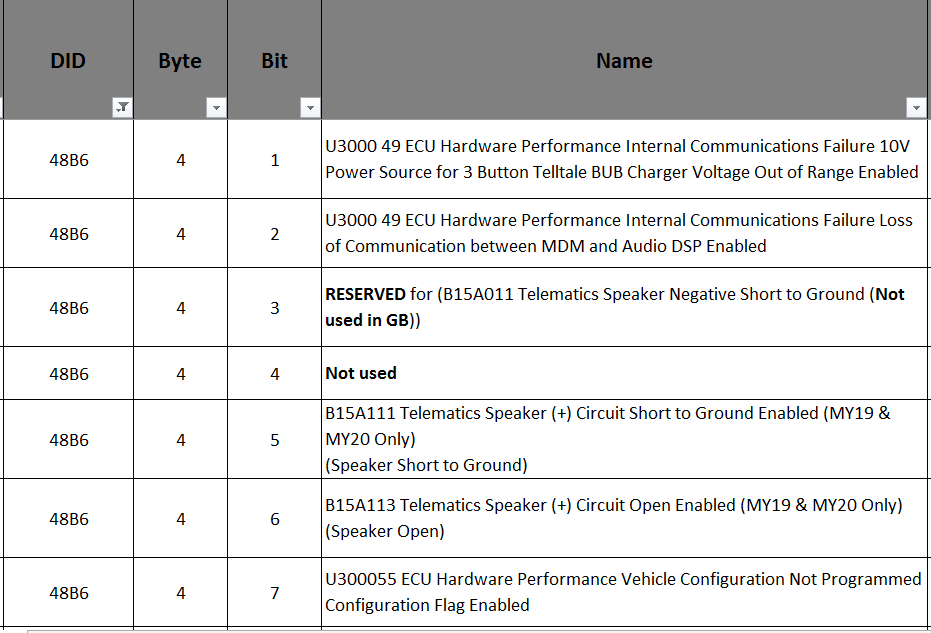 DID Byte Bit Name
48B6 4 1 U3000 49 ECU Hardware Performance Internal Communications Failure 10V
Power Source for 3 Button Telltale BUB Charger Voltage Out of Range Enabled
48B6 4 2 U3000 49 ECU Hardware Performance Internal Communications Failure Loss
of Communication between MDM and Audio DSP Enabled
48B6 4 3 RESERVED for (B15A011 Telematics Speaker Negative Short to Ground (Not
used in GB))
48B6 4 4 Not used
48B6 4 5 B15A111 Telematics Speaker (+) Circuit Short to Ground Enabled (MY19 &
MY20 Only)
(Speaker Short to Ground)
48B6 4 6 B15A113 Telematics Speaker (+) Circuit Open Enabled (MY19 & MY20 Only)
(Speaker Open)
48B6 4 7 U300055 ECU Hardware Performance Vehicle Configuration Not Programmed
Configuration Flag Enabled